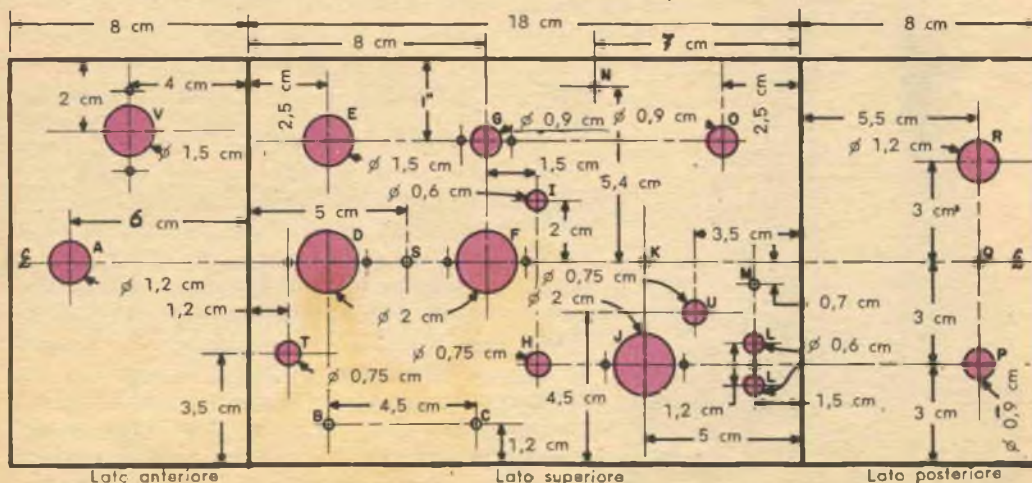 8 cm
18 cm
8 cm
8 cm
7 cm
4 cm
2 cm
V
ø 1,5 cm
2,5 cm
E
ø 1,5 cm
1"
G
ø 0,9 cm
N
ø 0,9 cm
O
2,5 cm
5,5 cm
ø 1,2 cm
R
1,5 cm
ø 0,6 cm
I
5,4 cm
6 cm
5 cm
2 cm
3 cm
3,5 cm
A
D
S
F
K
M
Q
ø 1,2 cm
ø 0,75 cm
ø 2 cm
U
0,7 cm
1,2 cm
ø 2 cm
3 cm
T
ø 0,75 cm
H
J
L
ø 0,6 cm
P
ø 0,75 cm
L
3,5 cm
4,5 cm
4,5 cm
1,2 cm
1,5 cm
3 cm
ø 0,9 cm
B
C
1,2 cm
5 cm
Lato anteriore
Lato superiore
Lato posteriore